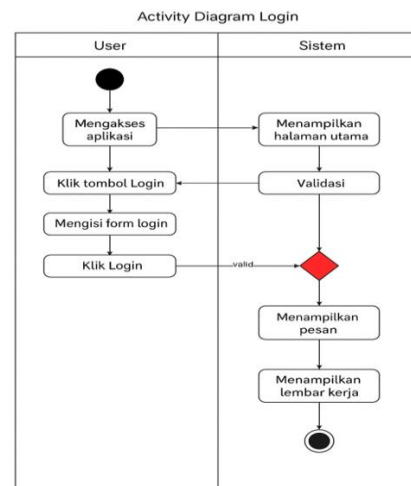 Activity Diagram Login
User
Sistem
Mengakses
aplikasi
Menampilkan
halaman utama
Klik tombol Login
Validasi
Mengisi form login
Klik Login
valid
Menampilkan
pesan
Menampilkan
lembar kerja